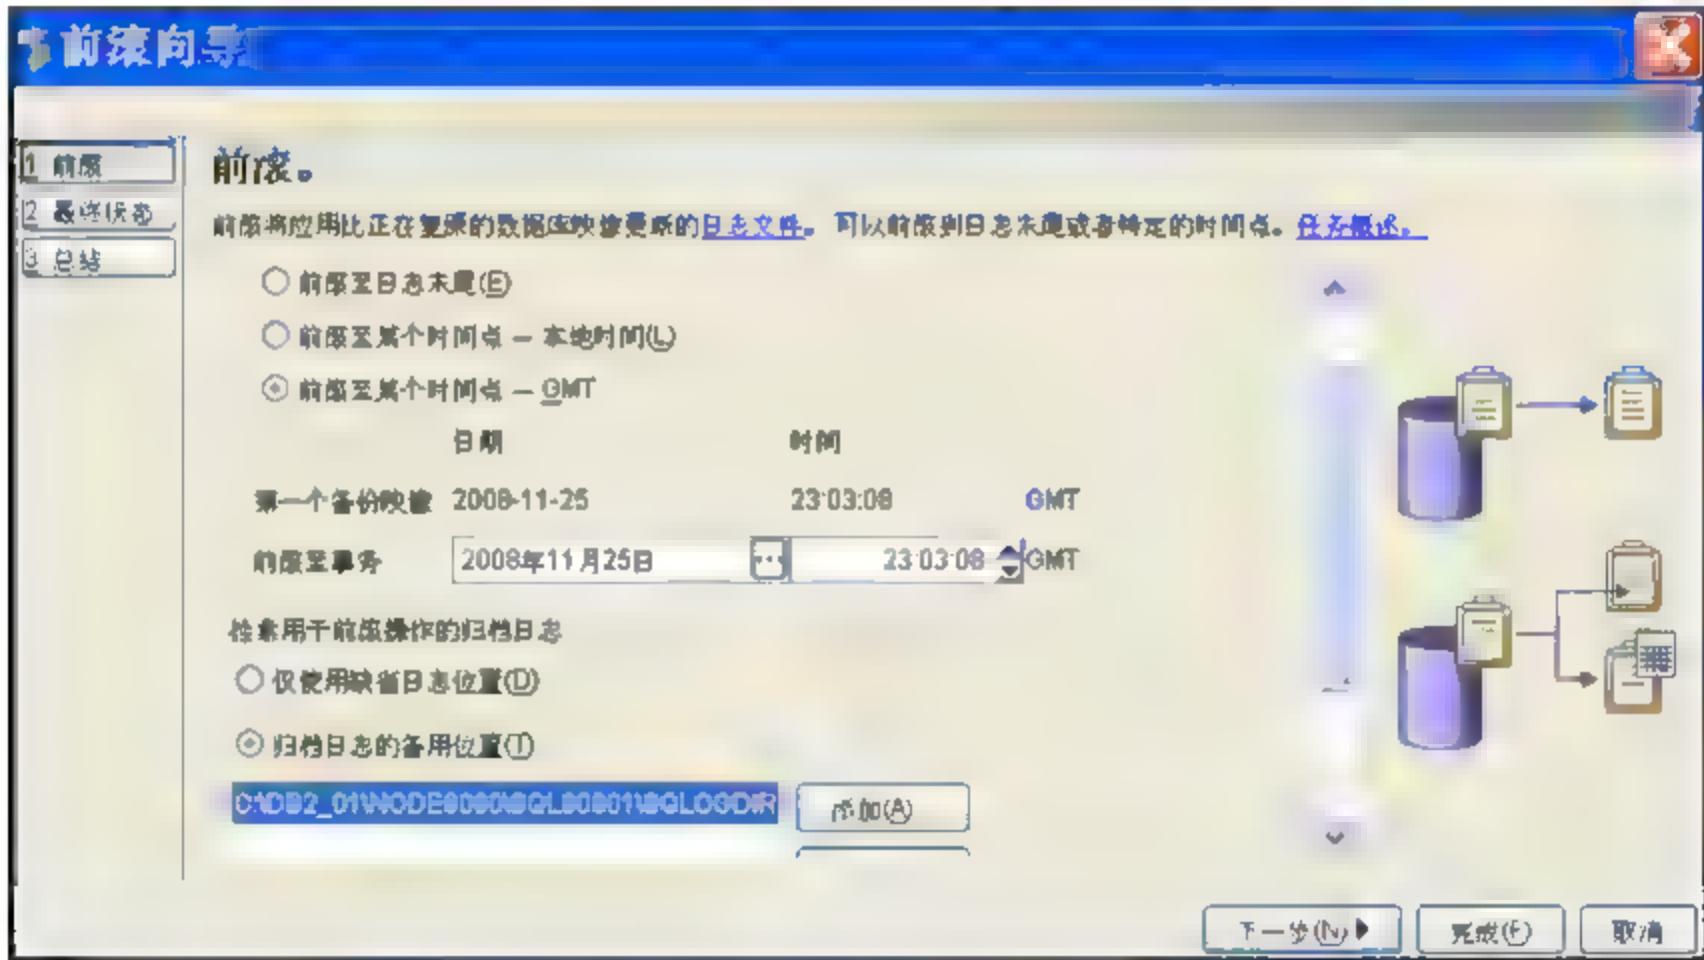 前滚向导
1 前滚
2 最终状态
3 总结
前滚。
前滚将应用比正在复原的数据库映像更新的日志文件。 可以前滚到日志末尾或者特定的时间点。任务概述。
前滚至日志末尾(E)
前滚至某个时间点 — 本地时间(L)
前滚至某个时间点 — GMT
日期 时间
第一个备份映像 2008-11-25 23:03:08 GMT
前滚至事务 2008年11月25日 23:03:08 GMT
检索用于前滚操作的归档日志
仅使用缺省日志位置(D)
归档日志的备用位置(T)
C:\DB2_01\NODE0000\SQL00001\SQLOGDIR 添加(A)
下一步(N) 完成(F) 取消